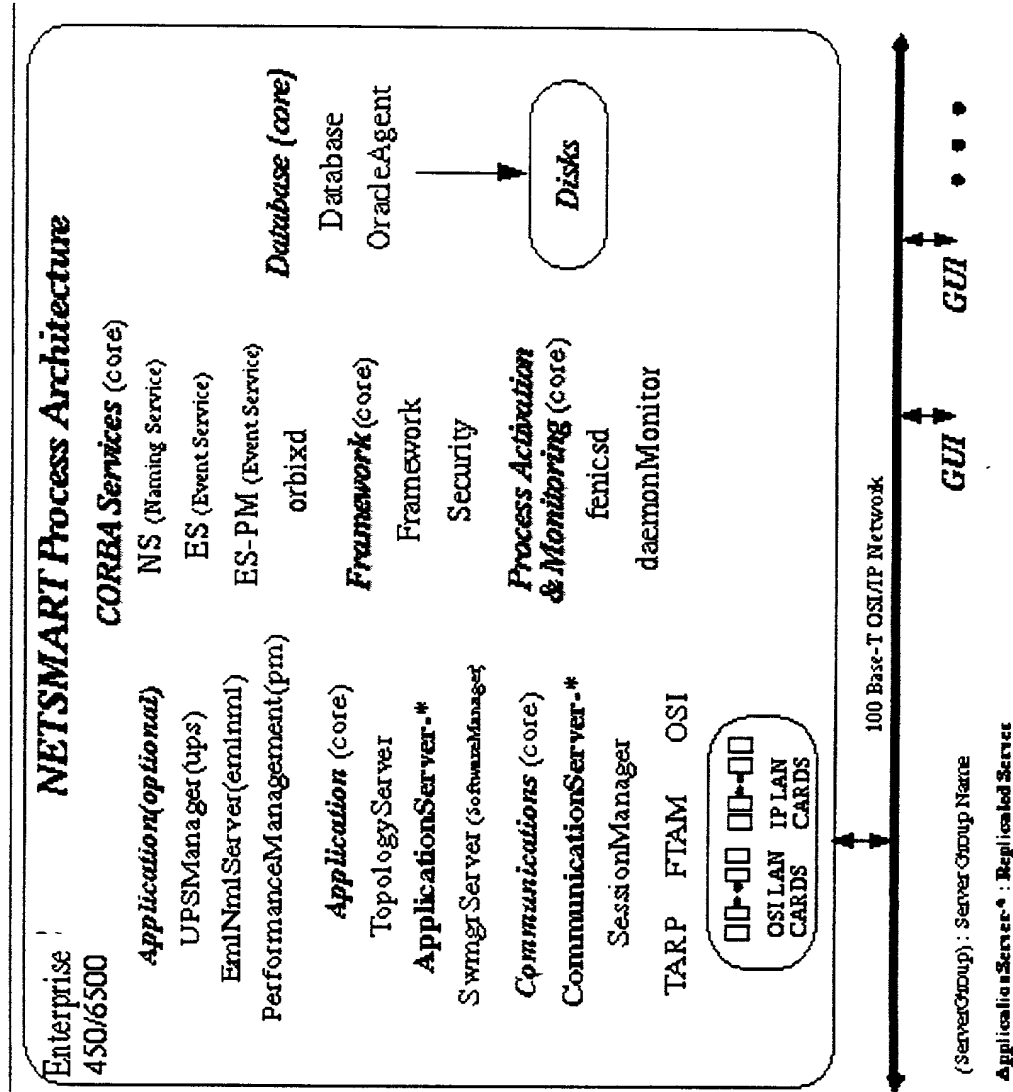 Enterprise
450/6500
NETSMART Process Architecture
Application(optional)
UPSManager(ups)
EmlNmlServer(emlnml)
PerformanceManagement(pm)
Application (core)
TopologyServer
ApplicationServer-*
SwmgrServer (SoftwareManager)
Communications (core)
CommunicationServer-*
SessionManager
TARP FTAM OSI
OSI LAN CARDS
IP LAN CARDS
CORBA Services (core)
NS (Naming Service)
ES (Event Service)
ES-PM (Event Service)
orbixd
Framework (core)
Framework
Security
Process Activation
& Monitoring (core)
fenicsd
daemonMonitor
Database (core)
Database
OracleAgent
Disks
100 Base-T OSI/IP Network
GUI
GUI
(ServerGroup) : Server Group Name
ApplicationServer-* : Replicated Server